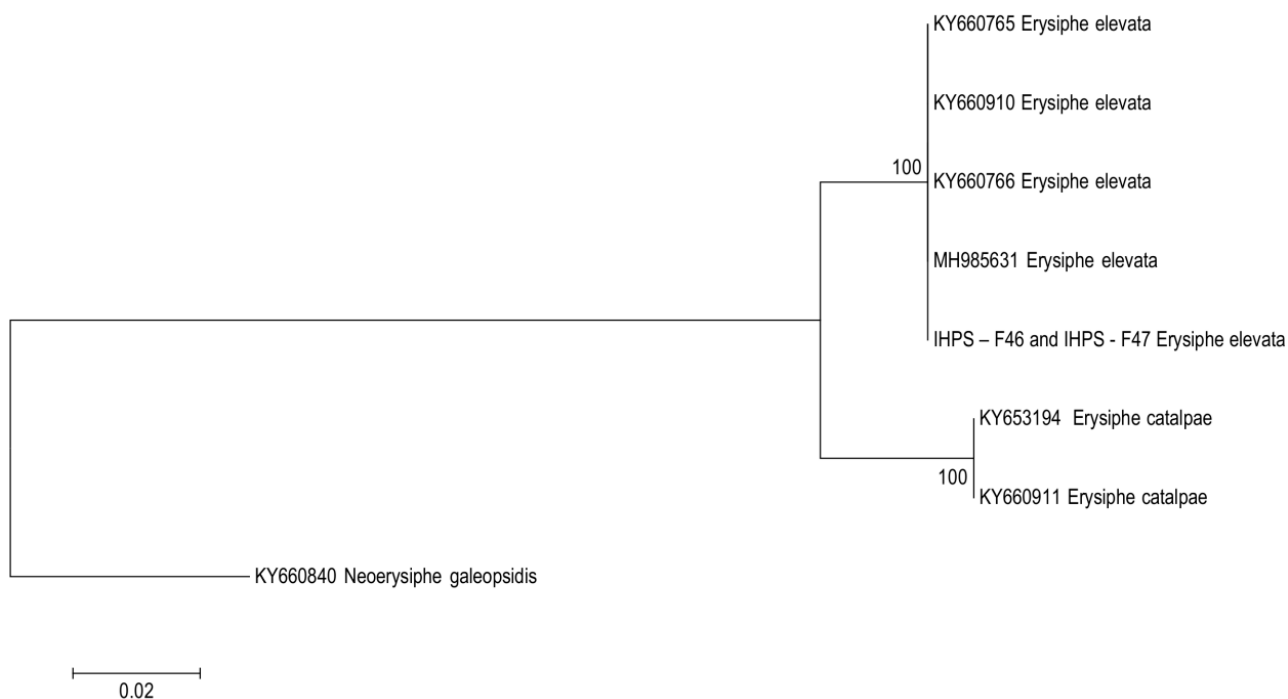 KY660765 Erysiphe elevata
KY660910 Erysiphe elevata
100
KY660766 Erysiphe elevata
MH985631 Erysiphe elevata
IHPS – F46 and IHPS - F47 Erysiphe elevata
KY653194 Erysiphe catalpae
100
KY660911 Erysiphe catalpae
KY660840 Neoerysiphe galeopsidis
0.02